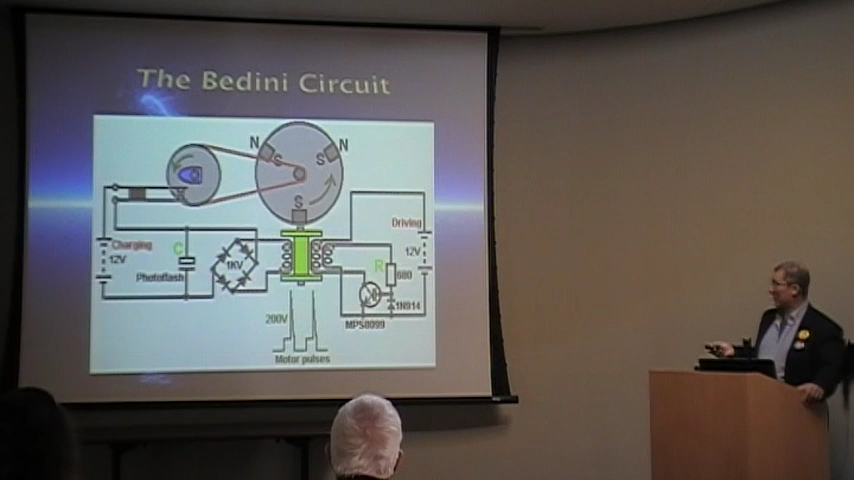 The Bedini Circuit
N
N
S
S
S
Charging
12V
C
Photoflash
1KV
Driving
12V
R
680
1N914
MPS8099
200V
Motor pulses